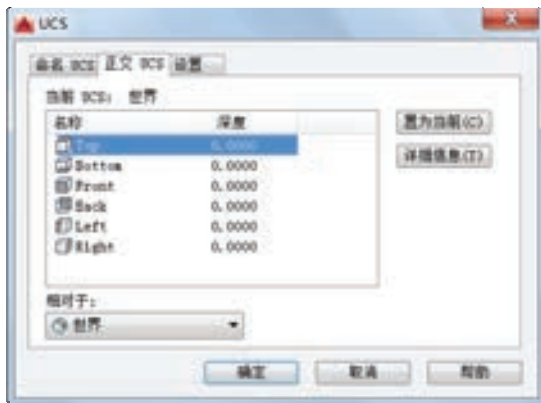 UCS
命名 UCS 正交 UCS 设置
当前 UCS: 世界
名称 深度
Top 0.0000
Bottom 0.0000
Front 0.0000
Back 0.0000
Left 0.0000
Right 0.0000
置为当前(C)
详细信息(T)
相对于:
世界
确定 取消 帮助